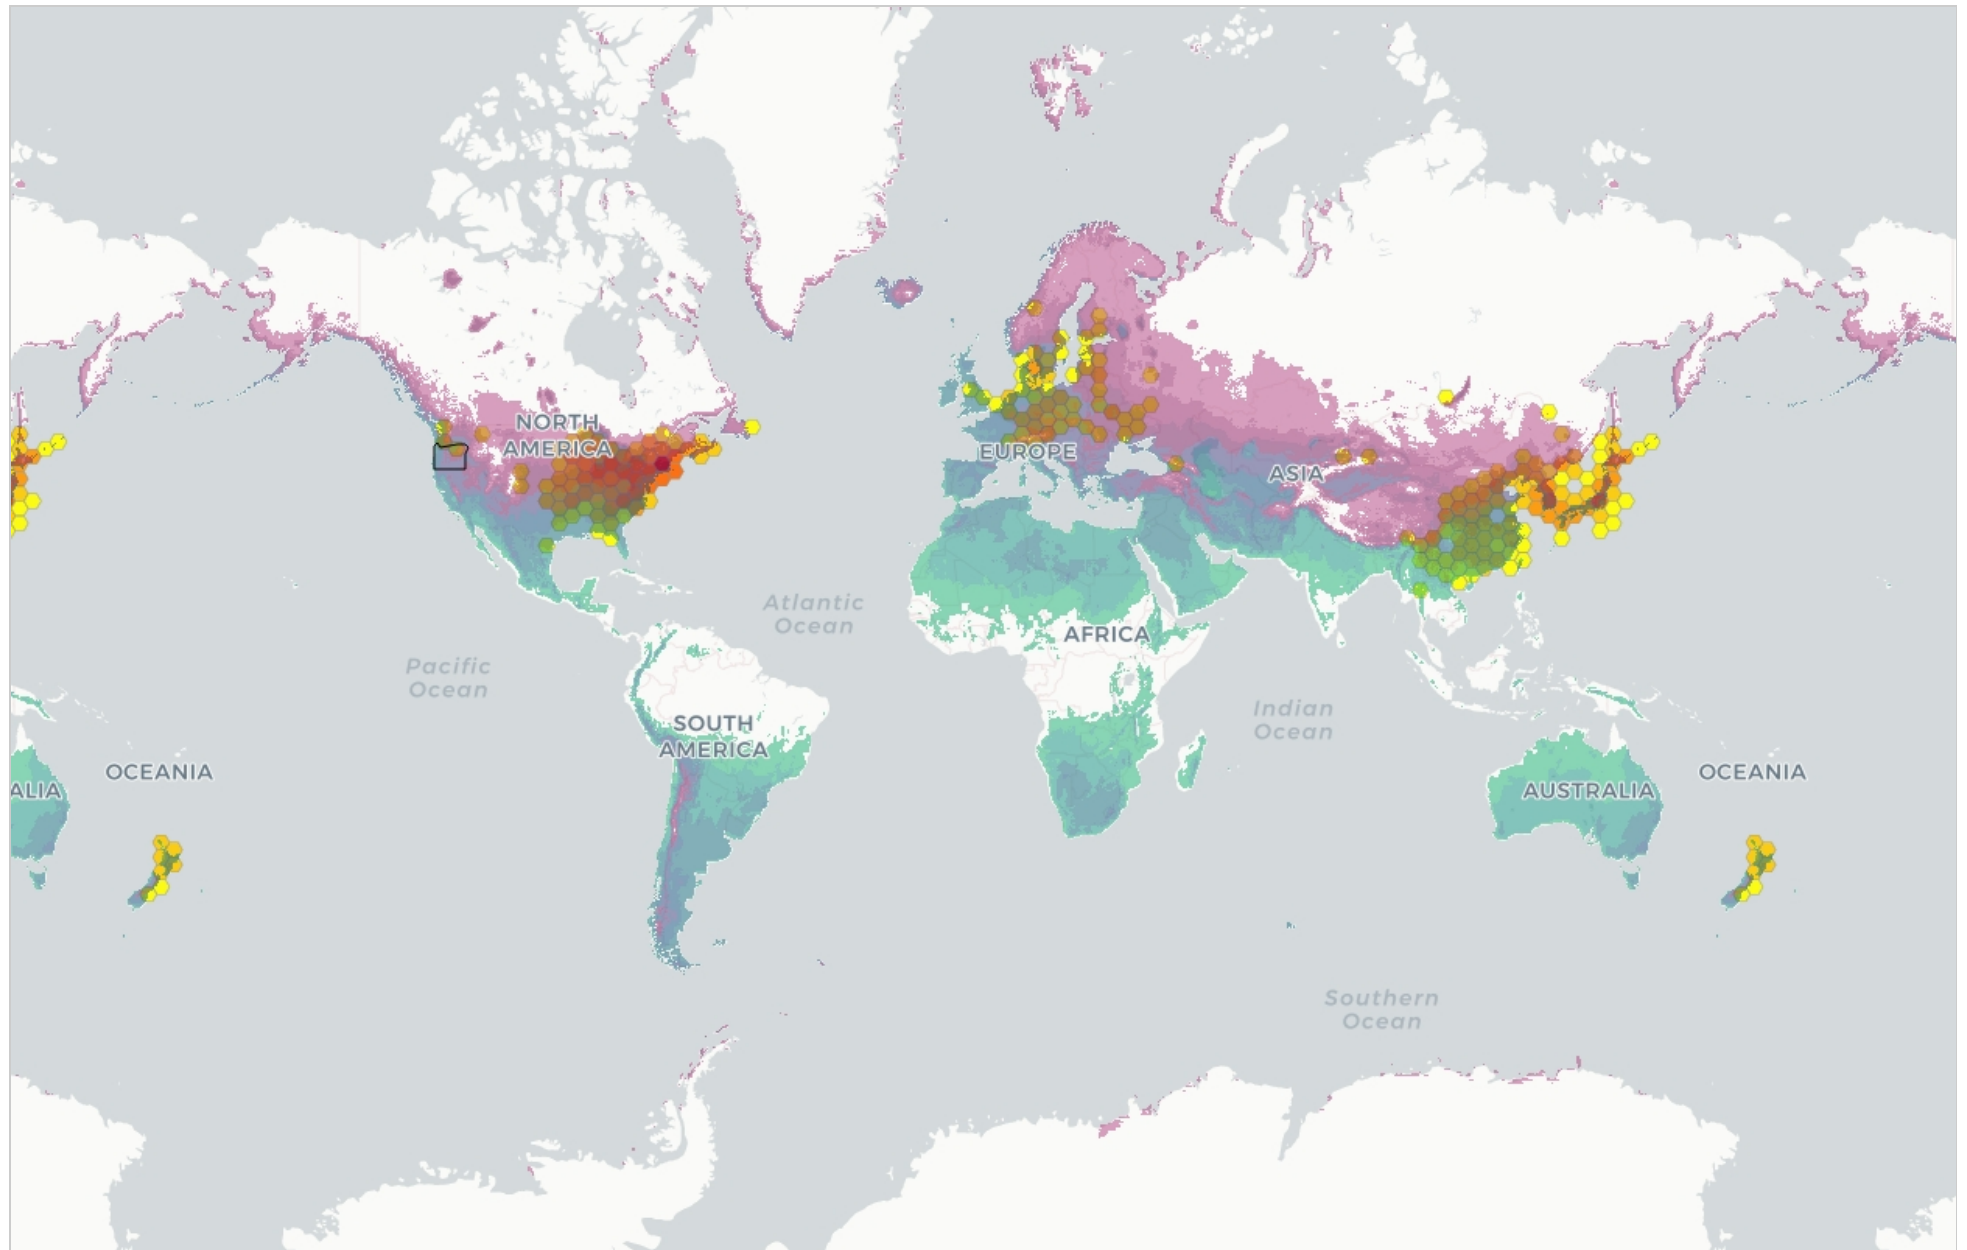 NORTH
AMERICA
EUROPE
ASIA
Atlantic
Ocean
AFRICA
Pacific
Ocean
SOUTH
AMERICA
Indian
Ocean
OCEANIA
OCEANIA
ALIA
AUSTRALIA
Southern
Ocean